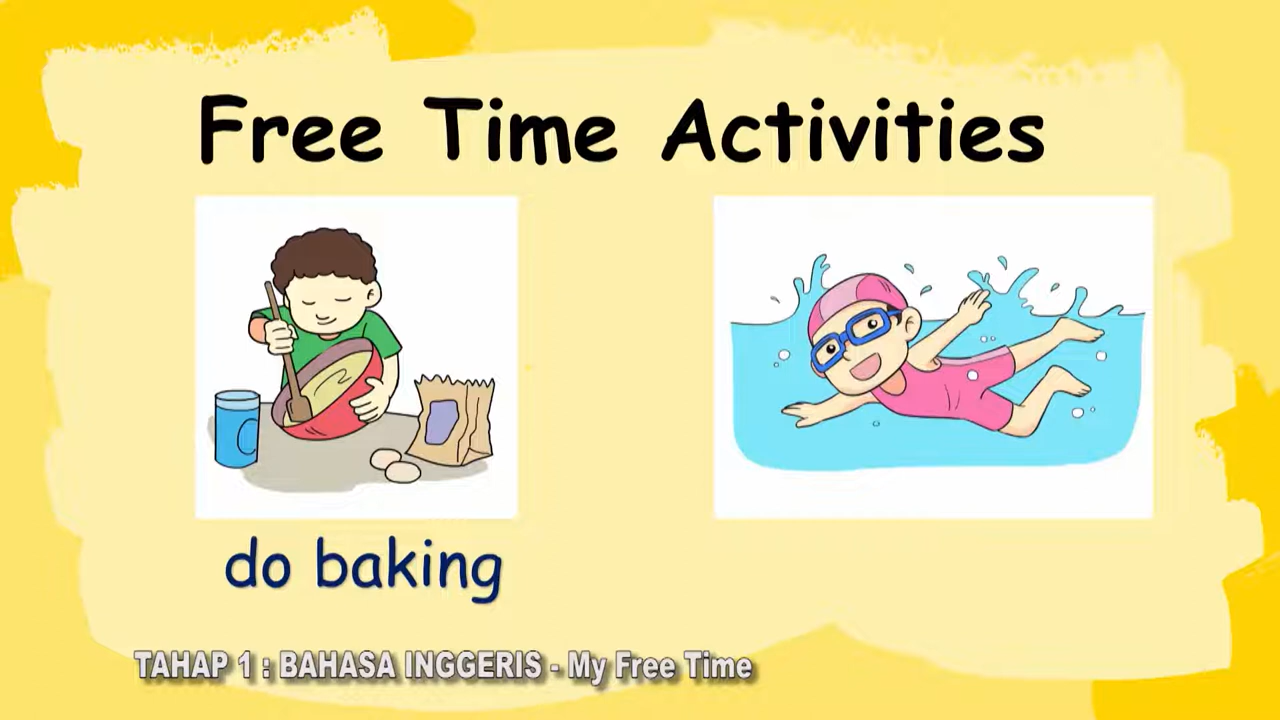 Free Time Activities
do baking
TAHAP 1 : BAHASA INGGERIS - My Free Time